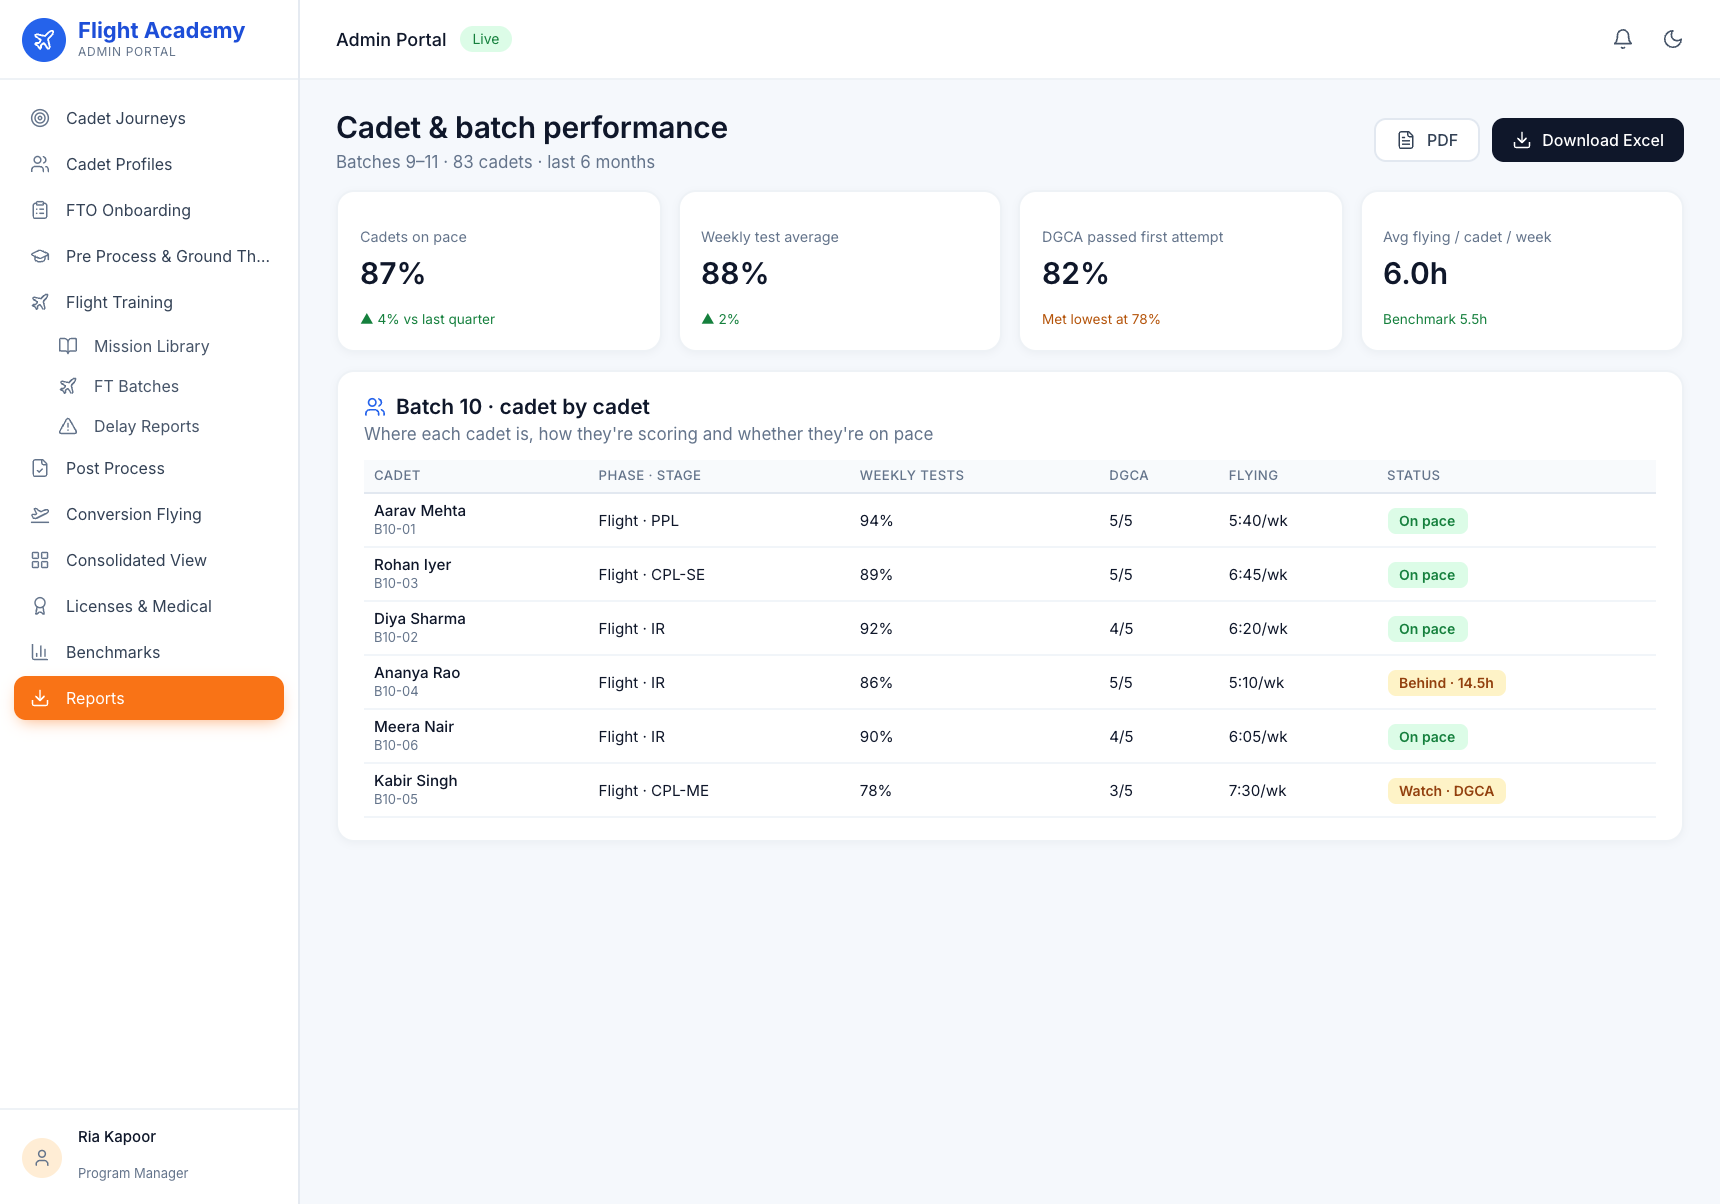 Flight Academy
ADMIN PORTAL
Cadet Journeys
Cadet Profiles
FTO Onboarding
Pre Process & Ground Th...
Flight Training
Mission Library
FT Batches
Delay Reports
Post Process
Conversion Flying
Consolidated View
Licenses & Medical
Benchmarks
Reports
Ria Kapoor
Program Manager
Admin Portal Live
Cadet & batch performance
Batches 9–11 · 83 cadets · last 6 months
PDF
Download Excel
Cadets on pace
87%
▲ 4% vs last quarter
Weekly test average
88%
▲ 2%
DGCA passed first attempt
82%
Met lowest at 78%
Avg flying / cadet / week
6.0h
Benchmark 5.5h
Batch 10 · cadet by cadet
Where each cadet is, how they're scoring and whether they're on pace
CADET PHASE · STAGE WEEKLY TESTS DGCA FLYING STATUS
Aarav Mehta
B10-01
Flight · PPL 94% 5/5 5:40/wk On pace
Rohan Iyer
B10-03
Flight · CPL-SE 89% 5/5 6:45/wk On pace
Diya Sharma
B10-02
Flight · IR 92% 4/5 6:20/wk On pace
Ananya Rao
B10-04
Flight · IR 86% 5/5 5:10/wk Behind · 14.5h
Meera Nair
B10-06
Flight · IR 90% 4/5 6:05/wk On pace
Kabir Singh
B10-05
Flight · CPL-ME 78% 3/5 7:30/wk Watch · DGCA